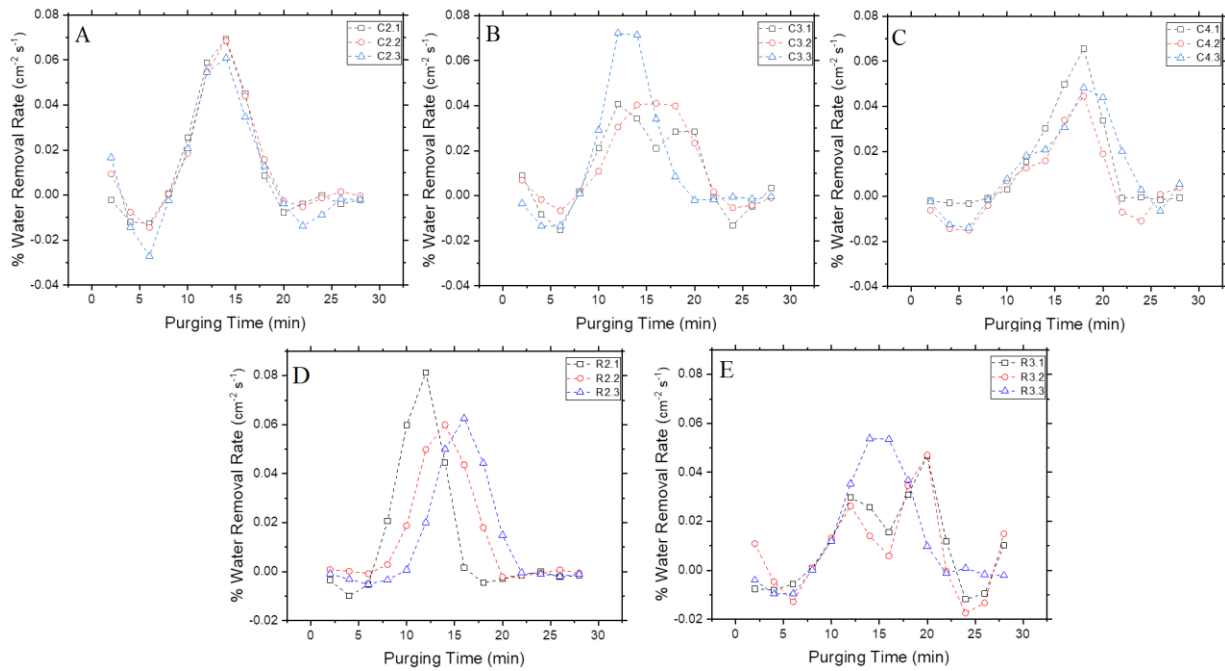 A
C2.1
C2.2
C2.3
% Water Removal Rate (cm⁻² s⁻¹)
0.08
0.06
0.04
0.02
0.00
-0.02
-0.04
0 5 10 15 20 25 30
Purging Time (min)
B
C3.1
C3.2
C3.3
% Water Removal Rate (cm⁻² s⁻¹)
0.08
0.06
0.04
0.02
0.00
-0.02
-0.04
0 5 10 15 20 25 30
Purging Time (min)
C
C4.1
C4.2
C4.3
% Water Removal Rate (cm⁻² s⁻¹)
0.08
0.06
0.04
0.02
0.00
-0.02
-0.04
0 5 10 15 20 25 30
Purging Time (min)
D
R2.1
R2.2
R2.3
% Water Removal Rate (cm⁻² s⁻¹)
0.08
0.06
0.04
0.02
0.00
-0.02
0 5 10 15 20 25 30
Purging Time (min)
E
R3.1
R3.2
R3.3
% Water Removal Rate (cm⁻² s⁻¹)
0.08
0.06
0.04
0.02
0.00
-0.02
0 5 10 15 20 25 30
Purging Time (min)